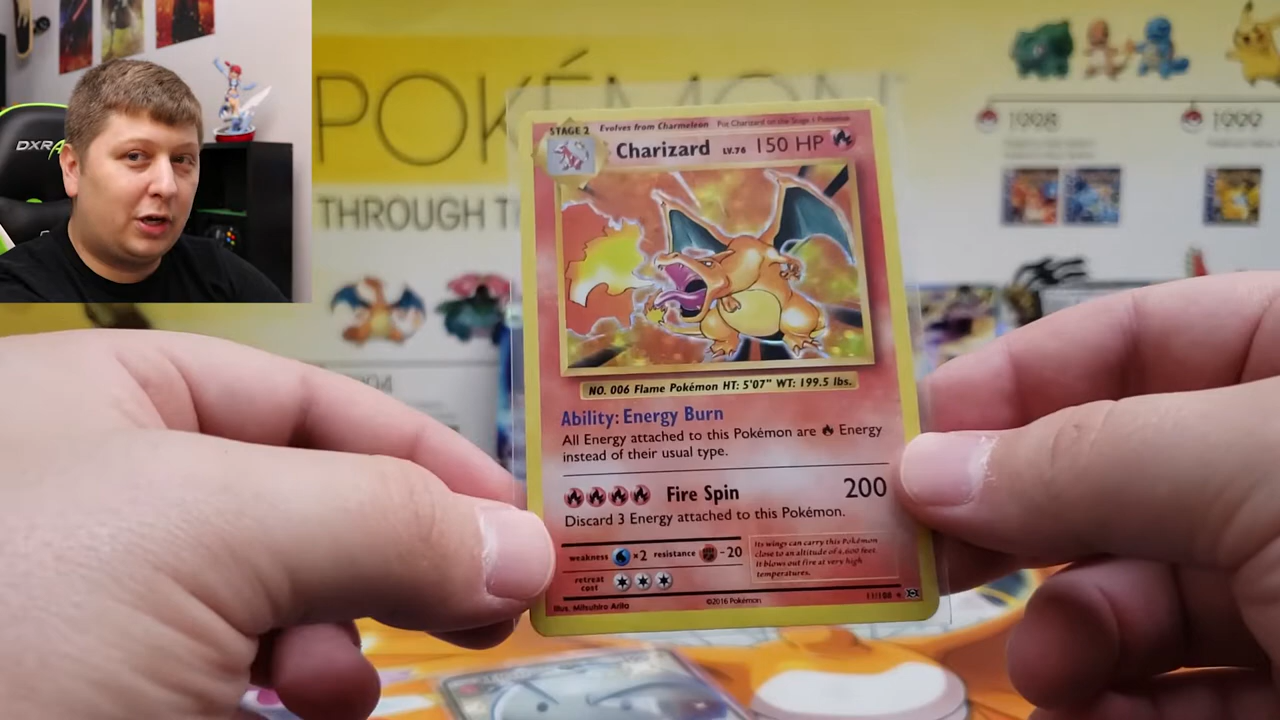 DXRA
POKÉMON
THROUGH T
1998
1999
STAGE 2 Evolves from Charmeleon Put Charizard on the Stage 1 Pokémon
Charizard LV.76 150 HP
NO. 006 Flame Pokémon HT: 5'07" WT: 199.5 lbs.
Ability: Energy Burn
All Energy attached to this Pokémon are Energy
instead of their usual type.
Fire Spin 200
Discard 3 Energy attached to this Pokémon.
weakness ×2 resistance -20
retreat
cost
Its wings can carry this Pokémon
close to an altitude of 4,600 feet.
It blows out fire at very high
temperatures.
Illus. Mitsuhiro Arita ©2016 Pokémon 11/108